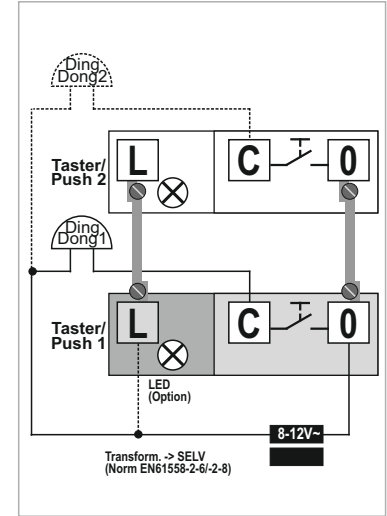 Ding
Dong2
Taster/
Push 2
L
C
0
Ding
Dong1
Taster/
Push 1
L
C
0
LED
(Option)
8-12V~
Transform. -> SELV
(Norm EN61558-2-6/-2-8)